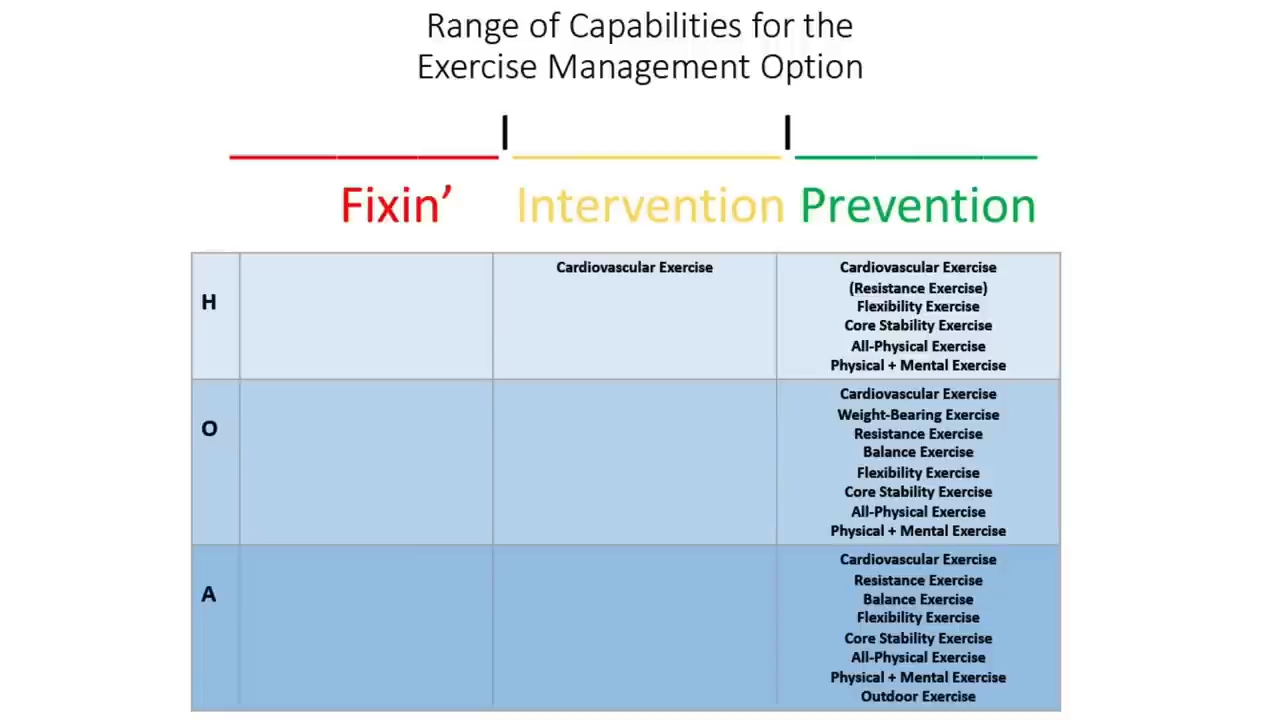 Range of Capabilities for the
Exercise Management Option
Fixin’ Intervention Prevention
H
Cardiovascular Exercise
Cardiovascular Exercise
(Resistance Exercise)
Flexibility Exercise
Core Stability Exercise
All-Physical Exercise
Physical + Mental Exercise
O
Cardiovascular Exercise
Weight-Bearing Exercise
Resistance Exercise
Balance Exercise
Flexibility Exercise
Core Stability Exercise
All-Physical Exercise
Physical + Mental Exercise
A
Cardiovascular Exercise
Resistance Exercise
Balance Exercise
Flexibility Exercise
Core Stability Exercise
All-Physical Exercise
Physical + Mental Exercise
Outdoor Exercise